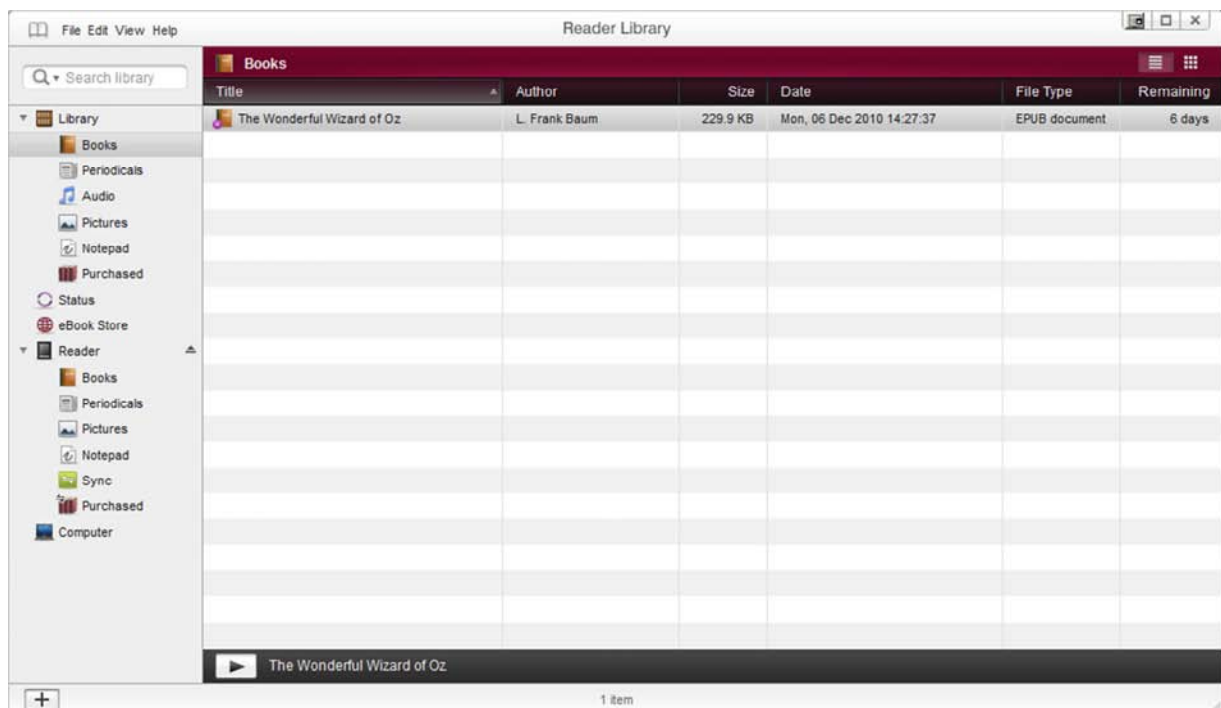 File Edit View Help
Reader Library
Search library
Books
Title Author Size Date File Type Remaining
The Wonderful Wizard of Oz L. Frank Baum 229.9 KB Mon, 06 Dec 2010 14:27:37 EPUB document 6 days
Library
Books
Periodicals
Audio
Pictures
Notepad
Purchased
Status
eBook Store
Reader
Books
Periodicals
Pictures
Notepad
Sync
Purchased
Computer
The Wonderful Wizard of Oz
1 item